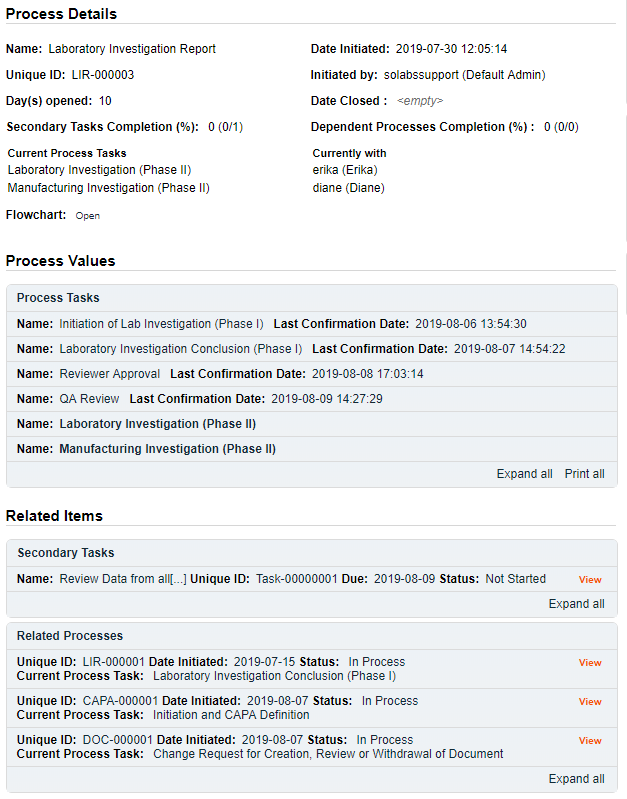 Process Details
Name: Laboratory Investigation Report Date Initiated: 2019-07-30 12:05:14
Unique ID: LIR-000003 Initiated by: solabssupport (Default Admin)
Day(s) opened: 10 Date Closed : <empty>
Secondary Tasks Completion (%): 0 (0/1) Dependent Processes Completion (%) : 0 (0/0)
Current Process Tasks Currently with
Laboratory Investigation (Phase II) erika (Erika)
Manufacturing Investigation (Phase II) diane (Diane)
Flowchart: Open
Process Values
Process Tasks
Name: Initiation of Lab Investigation (Phase I) Last Confirmation Date: 2019-08-06 13:54:30
Name: Laboratory Investigation Conclusion (Phase I) Last Confirmation Date: 2019-08-07 14:54:22
Name: Reviewer Approval Last Confirmation Date: 2019-08-08 17:03:14
Name: QA Review Last Confirmation Date: 2019-08-09 14:27:29
Name: Laboratory Investigation (Phase II)
Name: Manufacturing Investigation (Phase II)
Expand all Print all
Related Items
Secondary Tasks
Name: Review Data from all[...] Unique ID: Task-00000001 Due: 2019-08-09 Status: Not Started View
Expand all
Related Processes
Unique ID: LIR-000001 Date Initiated: 2019-07-15 Status: In Process View
Current Process Task: Laboratory Investigation Conclusion (Phase I)
Unique ID: CAPA-000001 Date Initiated: 2019-08-07 Status: In Process View
Current Process Task: Initiation and CAPA Definition
Unique ID: DOC-000001 Date Initiated: 2019-08-07 Status: In Process View
Current Process Task: Change Request for Creation, Review or Withdrawal of Document
Expand all